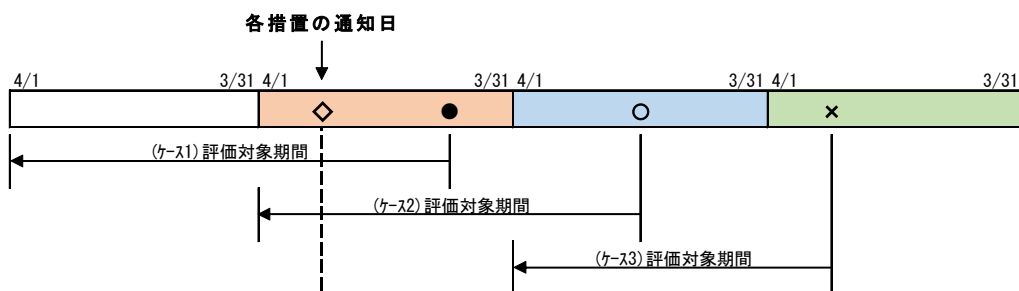 各措置の通知日
4/1 3/31 4/1 3/31 4/1 3/31 4/1 3/31
(ｹｰｽ1)評価対象期間
(ｹｰｽ2)評価対象期間
(ｹｰｽ3)評価対象期間